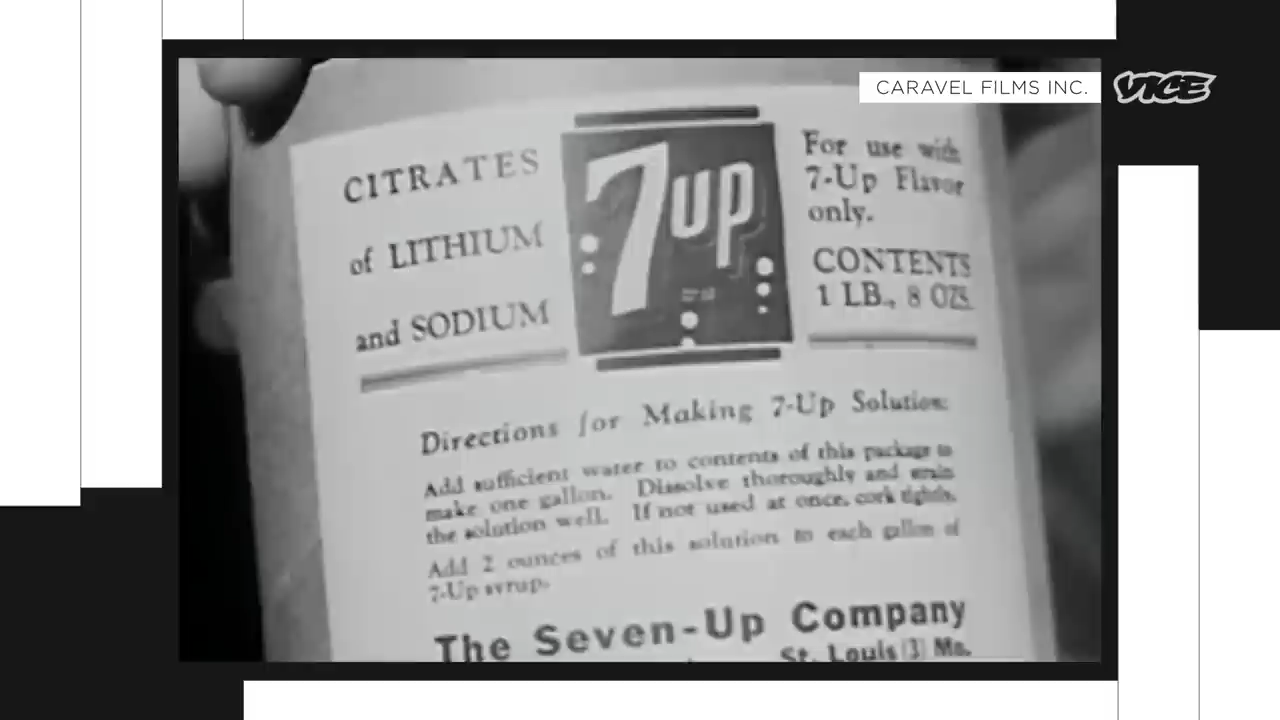 CARAVEL FILMS INC.
VICE
CITRATES
of LITHIUM
and SODIUM
7up
For use with
7-Up Flavor
only.
CONTENTS
1 LB., 8 OZS.
Directions for Making 7-Up Solution:
Add sufficient water to contents of this package to
make one gallon. Dissolve thoroughly and strain
the solution well. If not used at once, cork tightly.
Add 2 ounces of this solution to each gallon of
7-Up syrup.
The Seven-Up Company
St. Louis (3) Mo.